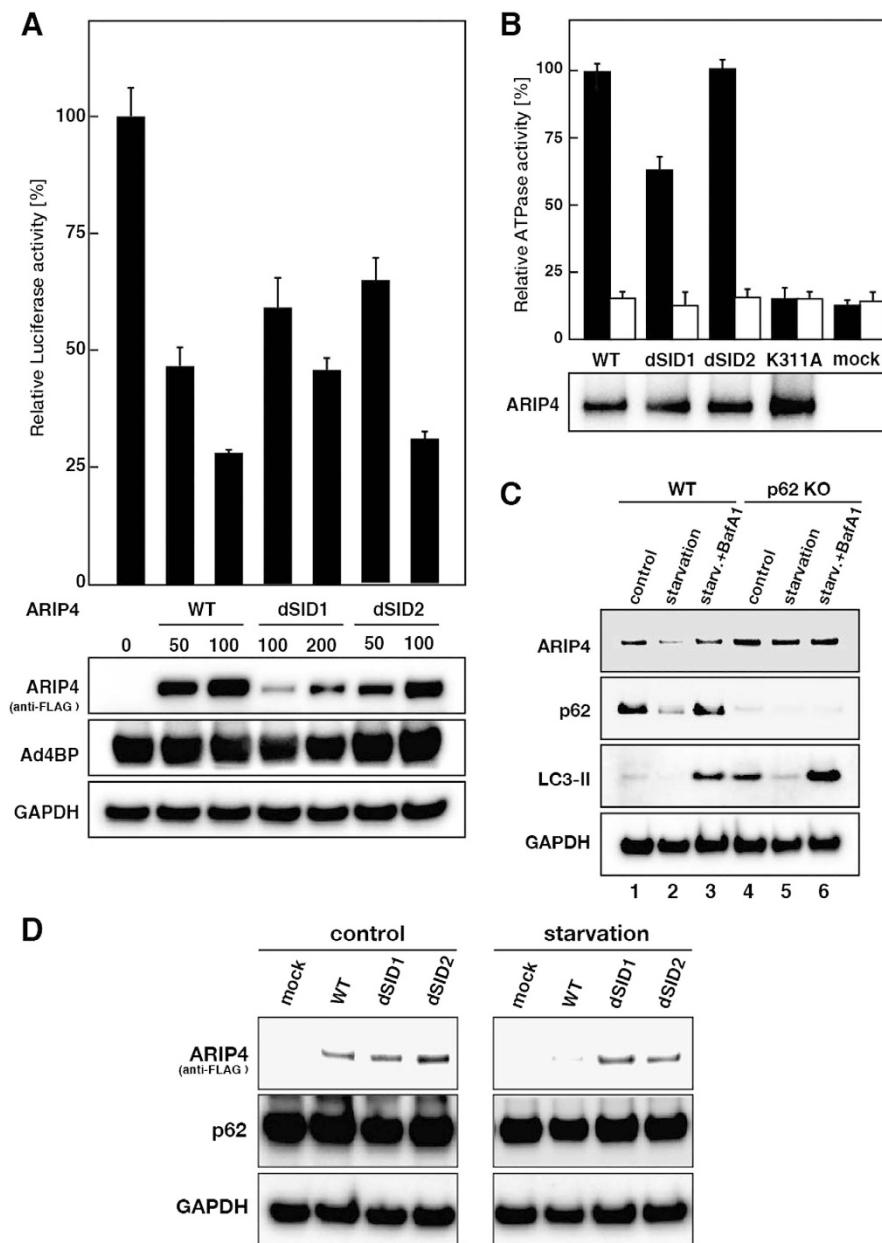 A
Relative Luciferase activity [%]
100
75
50
25
0
ARIP4 WT dSID1 dSID2
0 50 100 100 200 50 100
ARIP4
(anti-FLAG)
Ad4BP
GAPDH
B
Relative ATPase activity [%]
100
75
50
25
0
WT dSID1 dSID2 K311A mock
ARIP4
C
WT p62 KO
control starvation starv.+BafA1 control starvation starv.+BafA1
ARIP4
p62
LC3-II
GAPDH
1 2 3 4 5 6
D
control starvation
mock WT dSID1 dSID2 mock WT dSID1 dSID2
ARIP4
(anti-FLAG)
p62
GAPDH